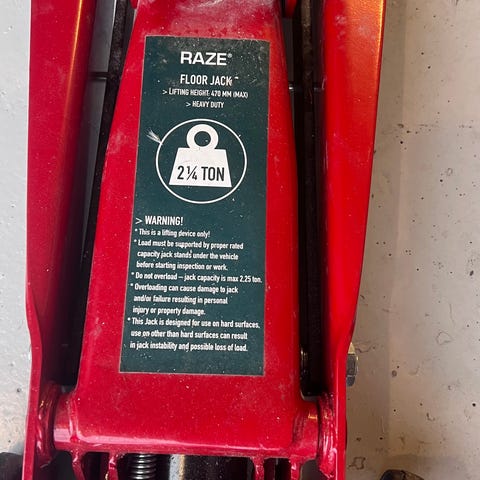 RAZE®
FLOOR JACK
> LIFTING HEIGHT: 470 MM (MAX)
> HEAVY DUTY
2¼ TON
> WARNING!
* This is a lifting device only!
* Load must be supported by proper rated
capacity jack stands under the vehicle
before starting inspection or work.
* Do not overload – jack capacity is max 2,25 ton.
* Overloading can cause damage to jack
and/or failure resulting in personal
injury or property damage.
* This Jack is designed for use on hard surfaces,
use on other than hard surfaces can result
in jack instability and possible loss of load.